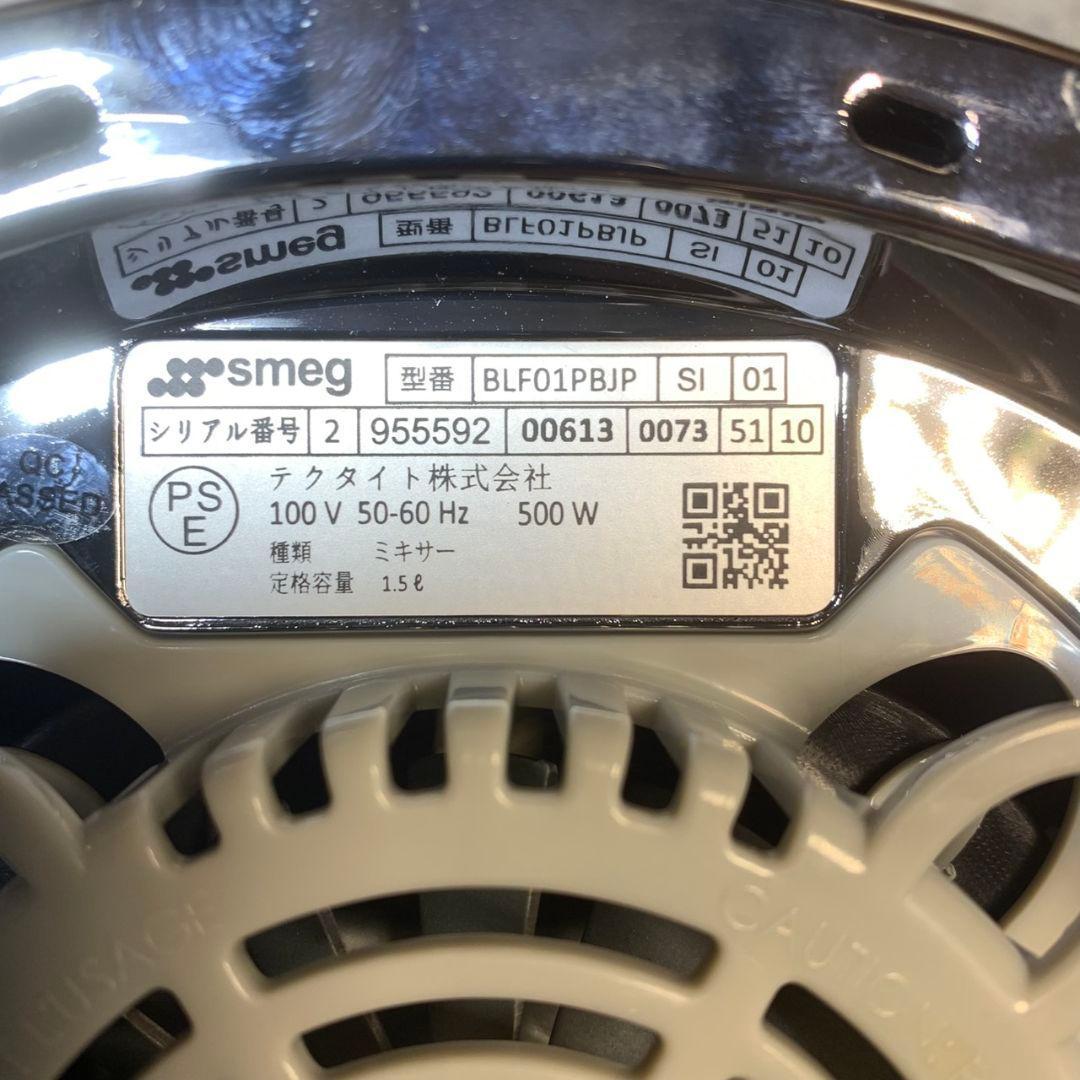 smeg 型番 BLF01PBJP SI 01
シリアル番号 2 955592 00613 0073 51 10
PS
E
テクタイト株式会社
100 V 50-60 Hz 500 W
種類 ミキサー
定格容量 1.5 ℓ
CAUTION